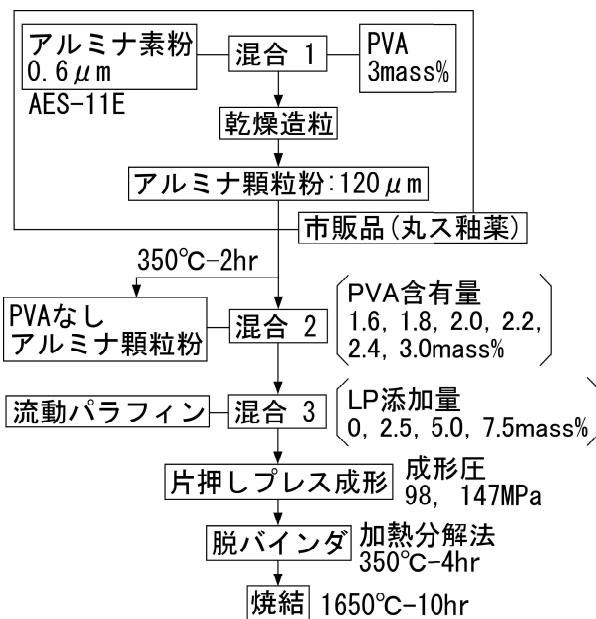 アルミナ素粉
0.6μm
AES-11E
混合 1
PVA
3mass%
乾燥造粒
アルミナ顆粒粉:120μm
市販品(丸ス釉薬)
350℃-2hr
PVAなし
アルミナ顆粒粉
混合 2
PVA含有量
1.6, 1.8, 2.0, 2.2,
2.4, 3.0mass%
流動パラフィン
混合 3
LP添加量
0, 2.5, 5.0, 7.5mass%
片押しプレス成形
成形圧
98, 147MPa
脱バインダ
加熱分解法
350℃-4hr
焼結
1650℃-10hr